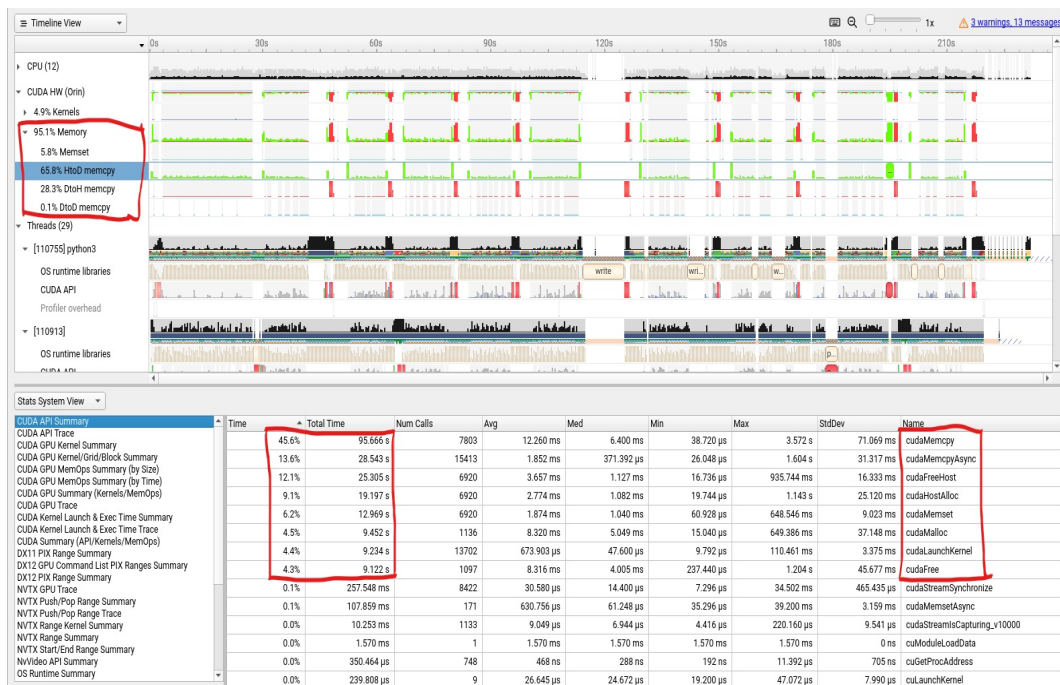 Timeline View
1x
3 warnings, 13 messages
0s 30s 60s 90s 120s 150s 180s 210s
CPU (12)
CUDA HW (Orin)
4.9% Kernels
95.1% Memory
5.8% Memset
65.8% HtoD memcpy
28.3% DtoH memcpy
0.1% DtoD memcpy
Threads (29)
[110755] python3
OS runtime libraries
write wri... w...
CUDA API
Profiler overhead
[110913]
OS runtime libraries
p...
CUDA API
Stats System View
CUDA API Summary
CUDA API Trace
CUDA GPU Kernel Summary
CUDA GPU Kernel/Grid/Block Summary
CUDA GPU MemOps Summary (by Size)
CUDA GPU MemOps Summary (by Time)
CUDA GPU Summary (Kernels/MemOps)
CUDA GPU Trace
CUDA Kernel Launch & Exec Time Summary
CUDA Kernel Launch & Exec Time Trace
CUDA Summary (API/Kernels/MemOps)
DX11 PIX Range Summary
DX12 GPU Command List PIX Ranges Summary
DX12 PIX Range Summary
NVTX GPU Trace
NVTX Push/Pop Range Summary
NVTX Push/Pop Range Trace
NVTX Range Kernel Summary
NVTX Range Summary
NVTX Start/End Range Summary
NvVideo API Summary
OS Runtime Summary
Time Total Time Num Calls Avg Med Min Max StdDev Name
45.6% 95.666 s 7803 12.260 ms 6.400 ms 38.720 μs 3.572 s 71.069 ms cudaMemcpy
13.6% 28.543 s 15413 1.852 ms 371.392 μs 26.048 μs 1.604 s 31.317 ms cudaMemcpyAsync
12.1% 25.305 s 6920 3.657 ms 1.127 ms 16.736 μs 935.744 ms 16.333 ms cudaFreeHost
9.1% 19.197 s 6920 2.774 ms 1.082 ms 19.744 μs 1.143 s 25.120 ms cudaHostAlloc
6.2% 12.969 s 6920 1.874 ms 1.040 ms 60.928 μs 648.546 ms 9.023 ms cudaMemset
4.5% 9.452 s 1136 8.320 ms 5.049 ms 15.040 μs 649.386 ms 37.148 ms cudaMalloc
4.4% 9.234 s 13702 673.903 μs 47.600 μs 9.792 μs 110.461 ms 3.375 ms cudaLaunchKernel
4.3% 9.122 s 1097 8.316 ms 4.005 ms 237.440 μs 1.204 s 45.677 ms cudaFree
0.1% 257.548 ms 8422 30.580 μs 14.400 μs 7.296 μs 34.502 ms 465.435 μs cudaStreamSynchronize
0.1% 107.859 ms 171 630.756 μs 61.248 μs 35.296 μs 39.200 ms 3.159 ms cudaMemsetAsync
0.0% 10.253 ms 1133 9.049 μs 6.944 μs 4.416 μs 220.160 μs 9.541 μs cudaStreamIsCapturing_v10000
0.0% 1.570 ms 1 1.570 ms 1.570 ms 1.570 ms 1.570 ms 0 ns cuModuleLoadData
0.0% 350.464 μs 748 468 ns 288 ns 192 ns 11.392 μs 705 ns cuGetProcAddress
0.0% 239.808 μs 9 26.645 μs 24.672 μs 19.200 μs 47.072 μs 7.990 μs cuLaunchKernel